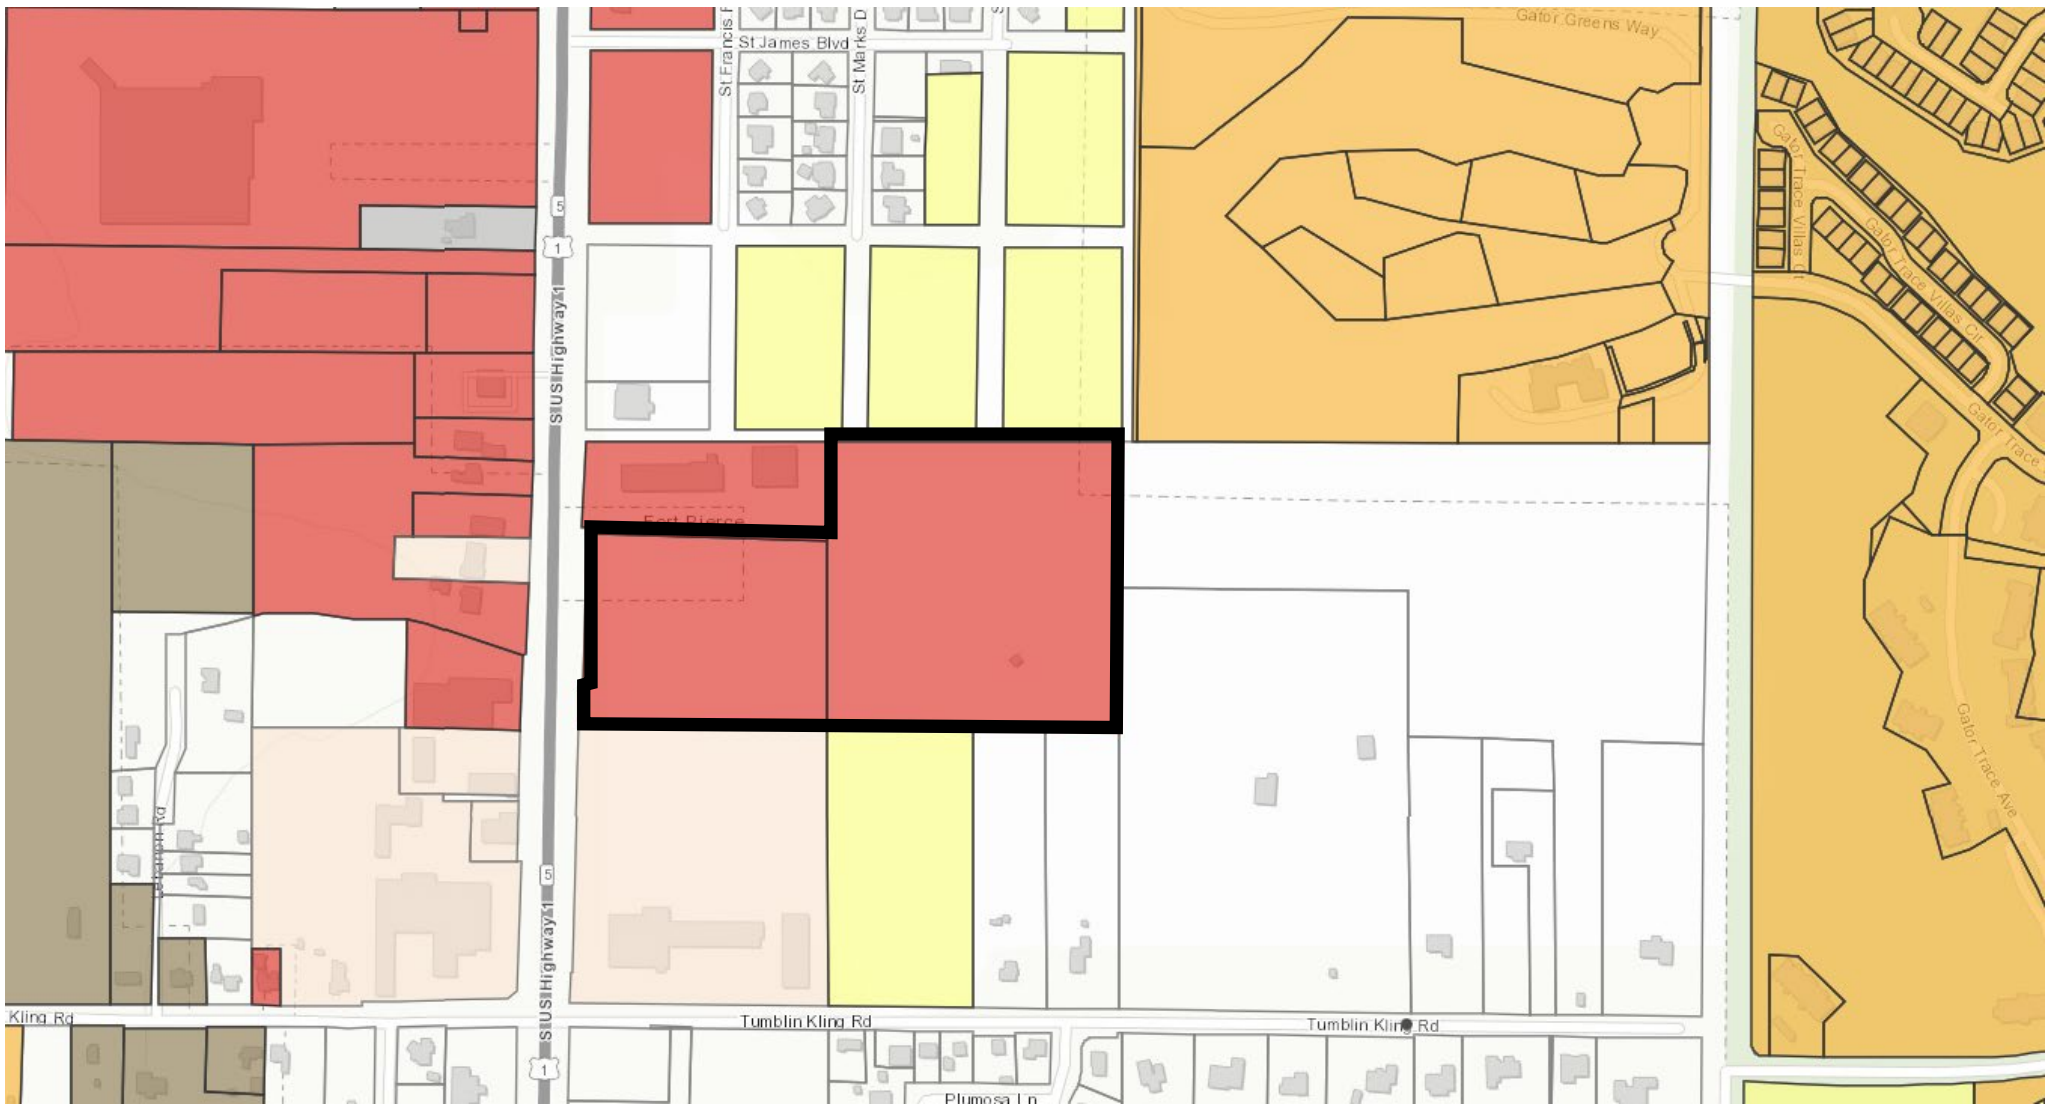 Gator Greens Way
St James Blvd
St Francis
St Marks D
Gator Trace Villas Ct
Gator Trace Villas Cir
5
1
S US Highway 1
Gator Trace
Fort Pierce
Gator Trace Ave
Lebanon Rd
5
S US Highway 1
Kling Rd
Tumblin Kling Rd
Tumblin Kling Rd
1
Plumosa Ln